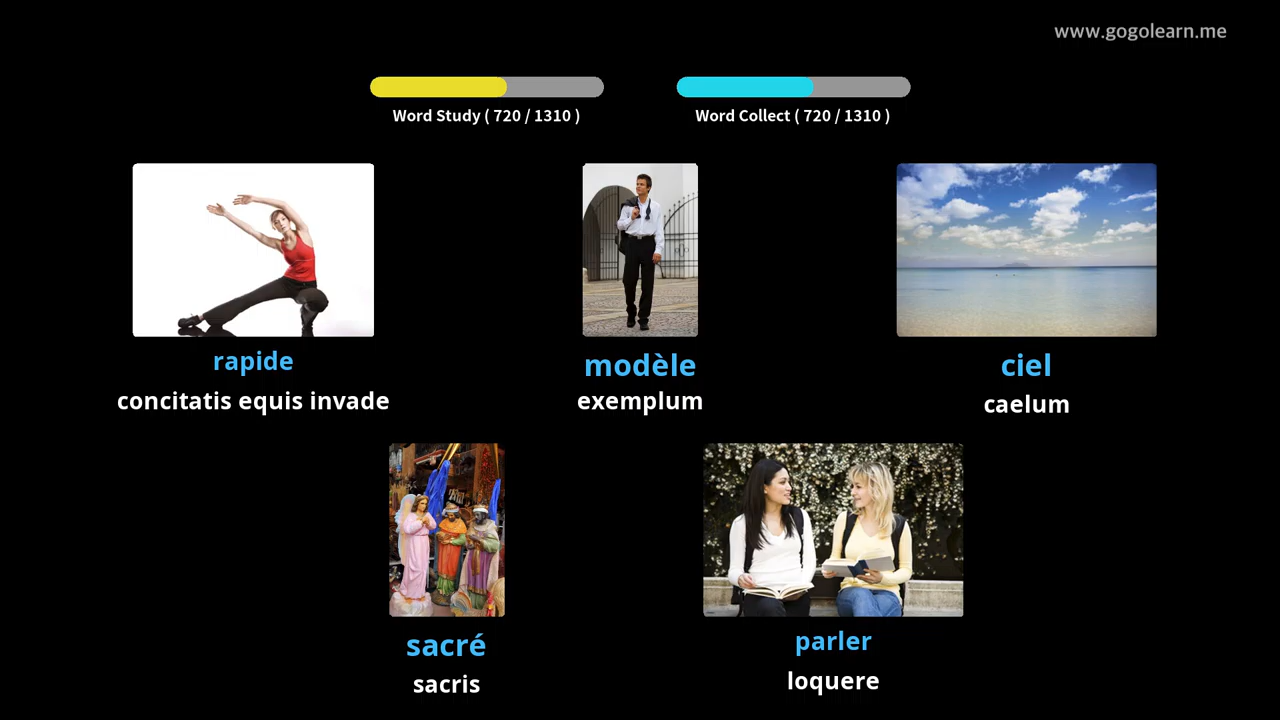 www.gogolearn.me
Word Study ( 720 / 1310 )
Word Collect ( 720 / 1310 )
rapide
concitatis equis invade
modèle
exemplum
ciel
caelum
sacré
sacris
parler
loquere